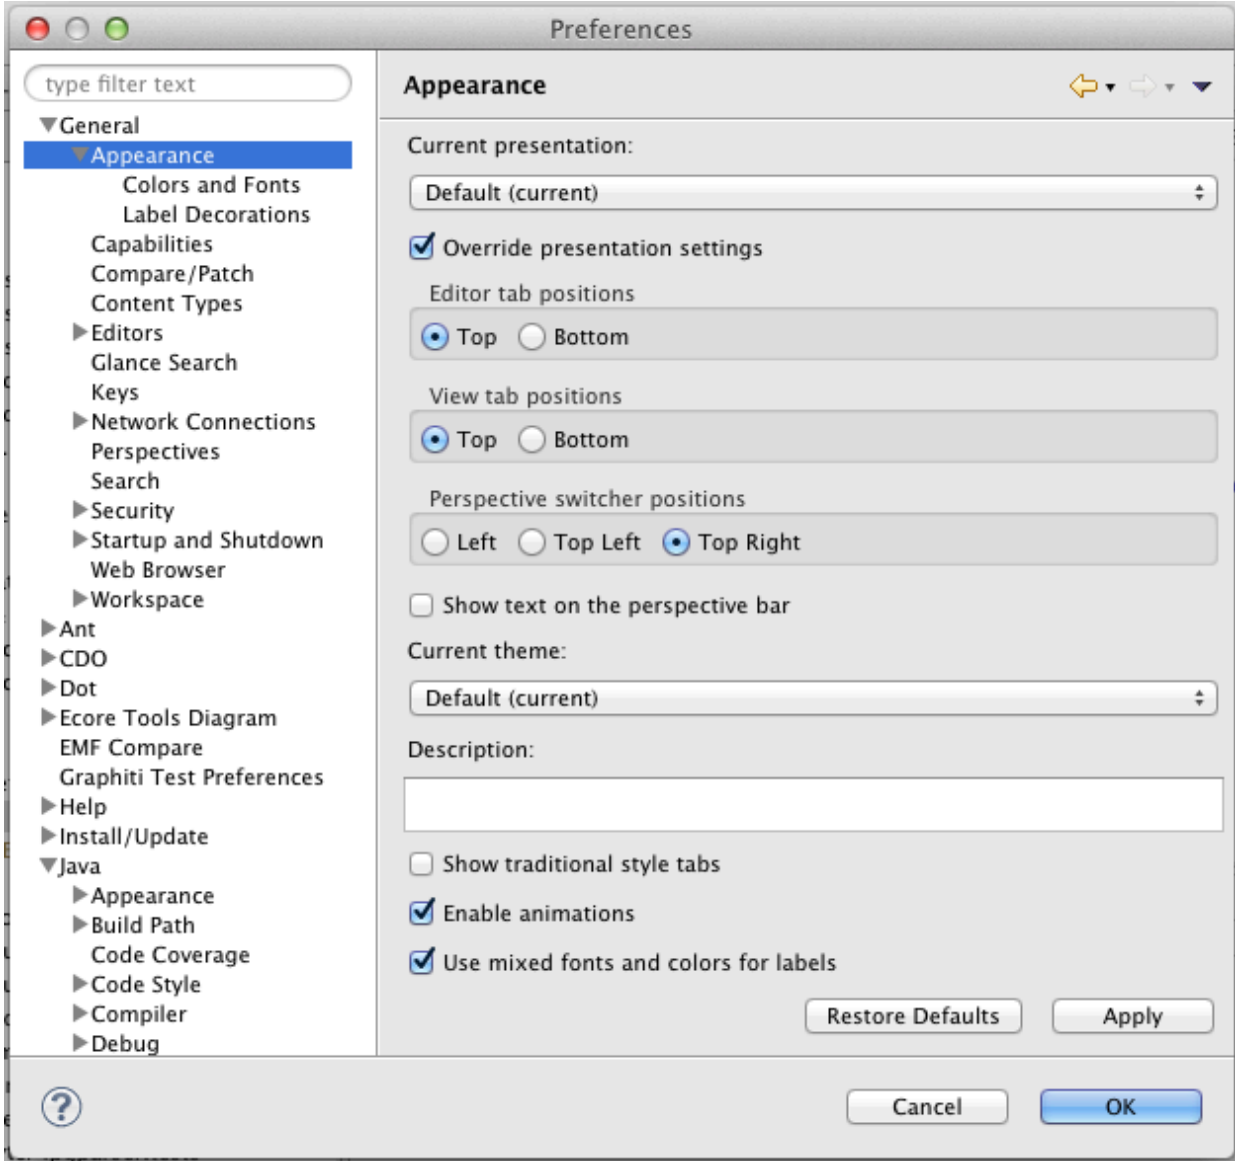 Preferences
type filter text
General
Appearance
Colors and Fonts
Label Decorations
Capabilities
Compare/Patch
Content Types
Editors
Glance Search
Keys
Network Connections
Perspectives
Search
Security
Startup and Shutdown
Web Browser
Workspace
Ant
CDO
Dot
Ecore Tools Diagram
EMF Compare
Graphiti Test Preferences
Help
Install/Update
Java
Appearance
Build Path
Code Coverage
Code Style
Compiler
Debug
Appearance
Current presentation:
Default (current)
Override presentation settings
Editor tab positions
Top Bottom
View tab positions
Top Bottom
Perspective switcher positions
Left Top Left Top Right
Show text on the perspective bar
Current theme:
Default (current)
Description:
Show traditional style tabs
Enable animations
Use mixed fonts and colors for labels
Restore Defaults Apply
? Cancel OK